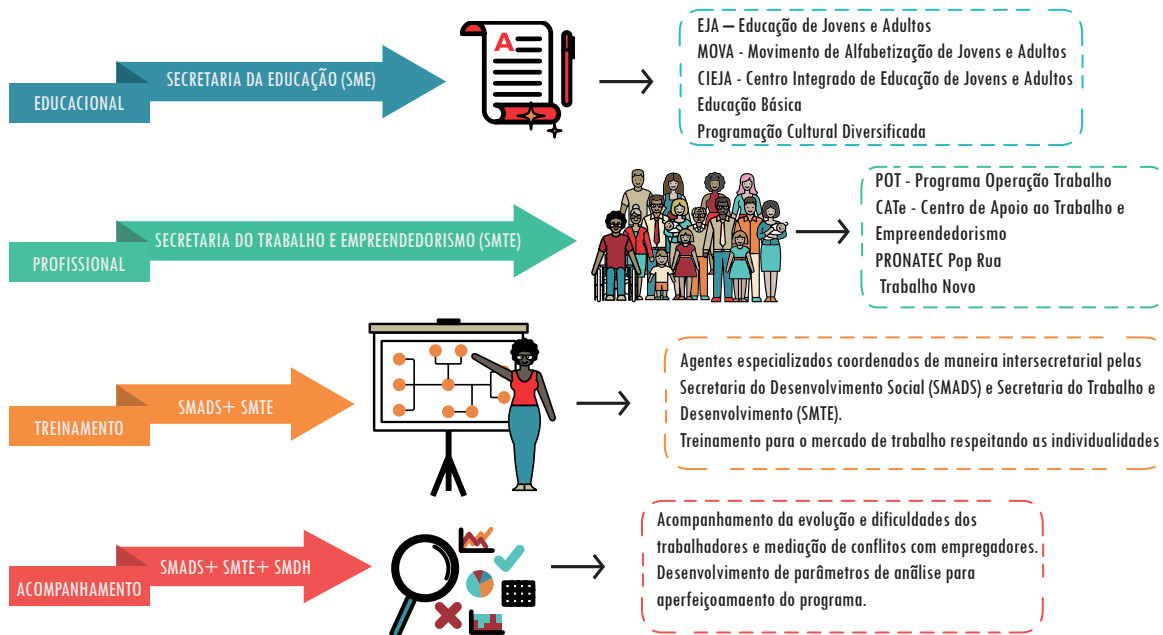 EDUCACIONAL
SECRETARIA DA EDUCAÇÃO (SME)
A
EJA – Educação de Jovens e Adultos
MOVA - Movimento de Alfabetização de Jovens e Adultos
CIEJA - Centro Integrado de Educação de Jovens e Adultos
Educação Básica
Programação Cultural Diversificada
PROFISSIONAL
SECRETARIA DO TRABALHO E EMPREENDEDORISMO (SMTE)
POT - Programa Operação Trabalho
CATe - Centro de Apoio ao Trabalho e
Empreendedorismo
PRONATEC Pop Rua
Trabalho Novo
TREINAMENTO
SMADS+ SMTE
Agentes especializados coordenados de maneira intersecretarial pelas
Secretaria do Desenvolvimento Social (SMADS) e Secretaria do Trabalho e
Desenvolvimento (SMTE).
Treinamento para o mercado de trabalho respeitando as individualidades
ACOMPANHAMENTO
SMADS+ SMTE+ SMDH
Acompanhamento da evolução e dificuldades dos
trabalhadores e mediação de conflitos com empregadores.
Desenvolvimento de parâmetros de anãlise para
aperfeiçoamaento do programa.